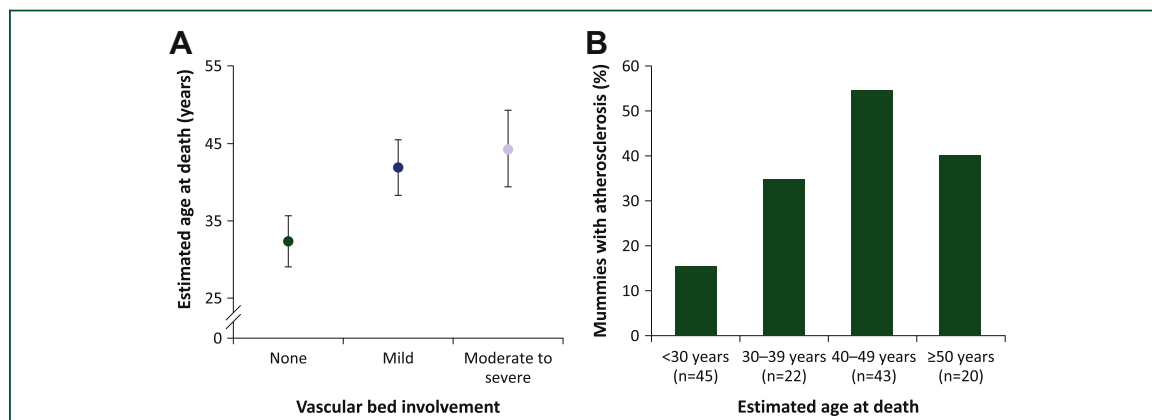 A
Estimated age at death (years)
55
45
35
25
0
None
Mild
Moderate to
severe
Vascular bed involvement
B
Mummies with atherosclerosis (%)
60
50
40
30
20
10
0
<30 years
(n=45)
30–39 years
(n=22)
40–49 years
(n=43)
≥50 years
(n=20)
Estimated age at death